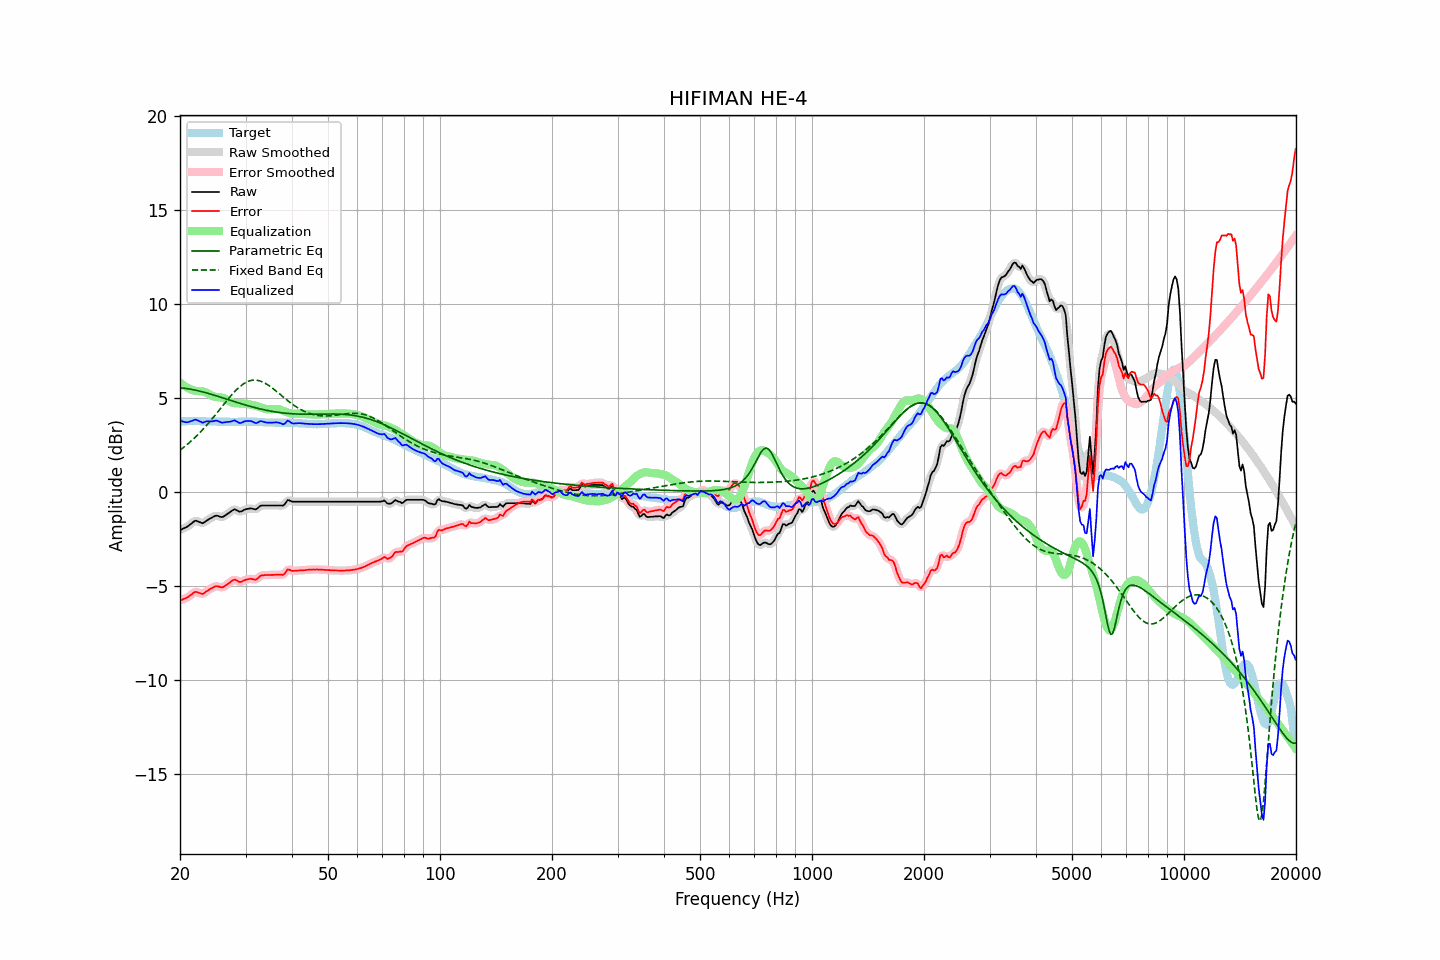 HIFIMAN HE-4
20
15
10
5
0
−5
−10
−15
Amplitude (dBr)
Target
Raw Smoothed
Error Smoothed
Raw
Error
Equalization
Parametric Eq
Fixed Band Eq
Equalized
20 50 100 200 500 1000 2000 5000 10000 20000
Frequency (Hz)